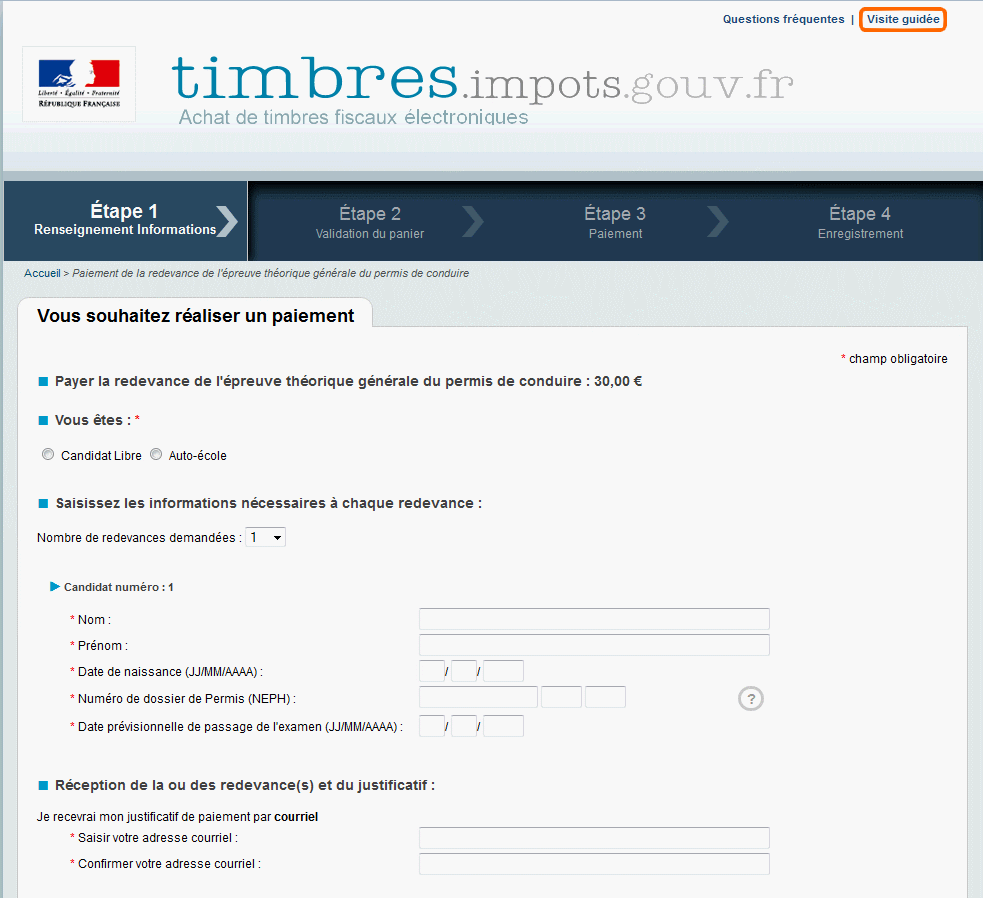 Questions fréquentes | Visite guidée
Liberté • Égalité • Fraternité
RÉPUBLIQUE FRANÇAISE
timbres.impots.gouv.fr
Achat de timbres fiscaux électroniques
Étape 1
Renseignement Informations
Étape 2
Validation du panier
Étape 3
Paiement
Étape 4
Enregistrement
Accueil > Paiement de la redevance de l'épreuve théorique générale du permis de conduire
Vous souhaitez réaliser un paiement
* champ obligatoire
Payer la redevance de l'épreuve théorique générale du permis de conduire : 30,00 €
Vous êtes : *
Candidat Libre Auto-école
Saisissez les informations nécessaires à chaque redevance :
Nombre de redevances demandées : 1
Candidat numéro : 1
* Nom :
* Prénom :
* Date de naissance (JJ/MM/AAAA) : / /
* Numéro de dossier de Permis (NEPH) : ?
* Date prévisionnelle de passage de l'examen (JJ/MM/AAAA) : / /
Réception de la ou des redevance(s) et du justificatif :
Je recevrai mon justificatif de paiement par courriel
* Saisir votre adresse courriel :
* Confirmer votre adresse courriel :